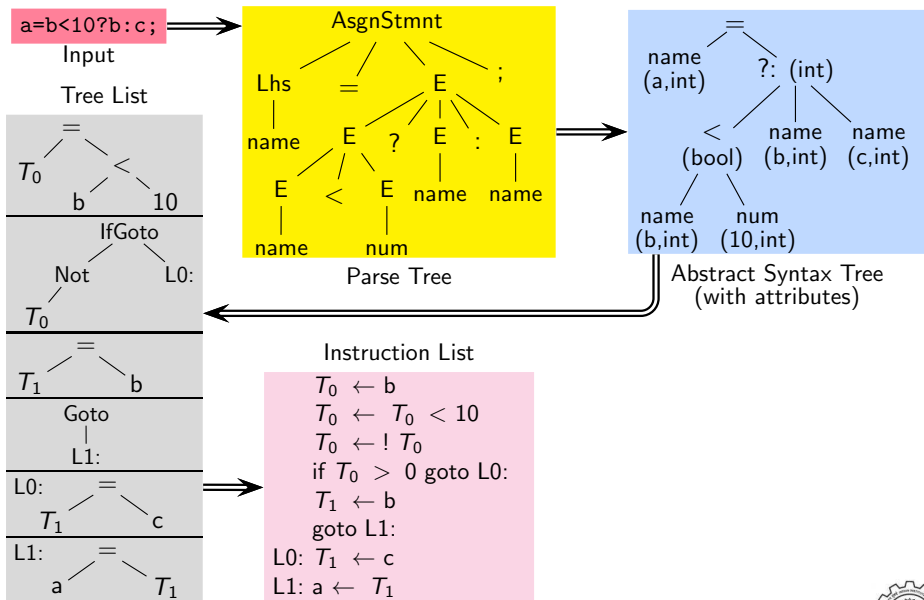 a=b<10?b:c;
Input
AsgnStmnt
Lhs = E ;
name E ? E : E
E < E name name
name num
Parse Tree
=
name
(a,int)
?: (int)
<
(bool)
name
(b,int)
name
(c,int)
name
(b,int)
num
(10,int)
Abstract Syntax Tree
(with attributes)
Tree List
=
T0 <
b 10
IfGoto
Not L0:
T0
=
T1 b
Goto
L1:
L0: =
T1 c
L1: =
a T1
Instruction List
T0 ← b
T0 ← T0 < 10
T0 ← ! T0
if T0 > 0 goto L0:
T1 ← b
goto L1:
L0: T1 ← c
L1: a ← T1